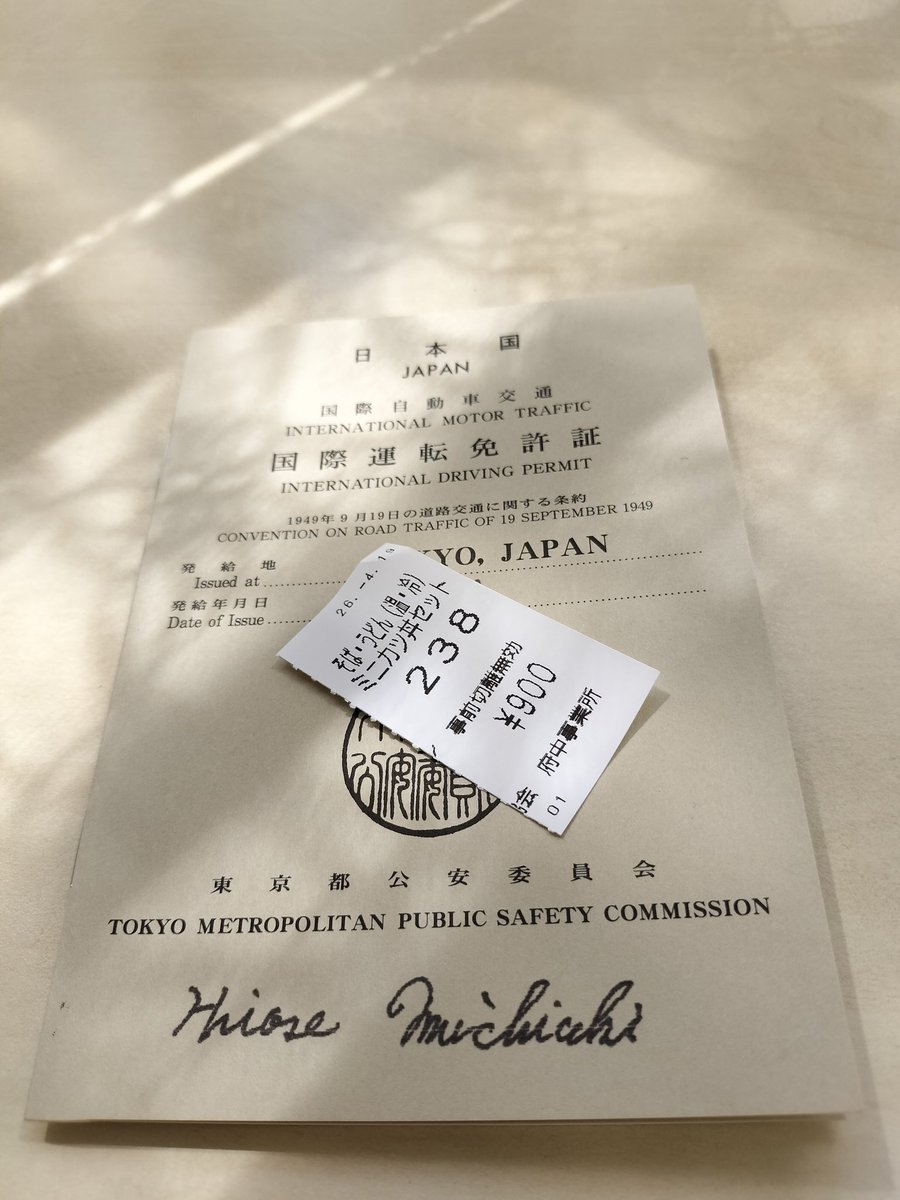 日本国
JAPAN
国際自動車交通
INTERNATIONAL MOTOR TRAFFIC
国際運転免許証
INTERNATIONAL DRIVING PERMIT
1949年9月19日の道路交通に関する条約
CONVENTION ON ROAD TRAFFIC OF 19 SEPTEMBER 1949
発給地
Issued at
JAPAN
発給年月日
Date of Issue
26.-4.19
そば・うどん(温・冷)
ミニカツ丼セット
238
事前切離無効
¥900
府中事業所
01
東京都公安委員会
TOKYO METROPOLITAN PUBLIC SAFETY COMMISSION
Michiaki